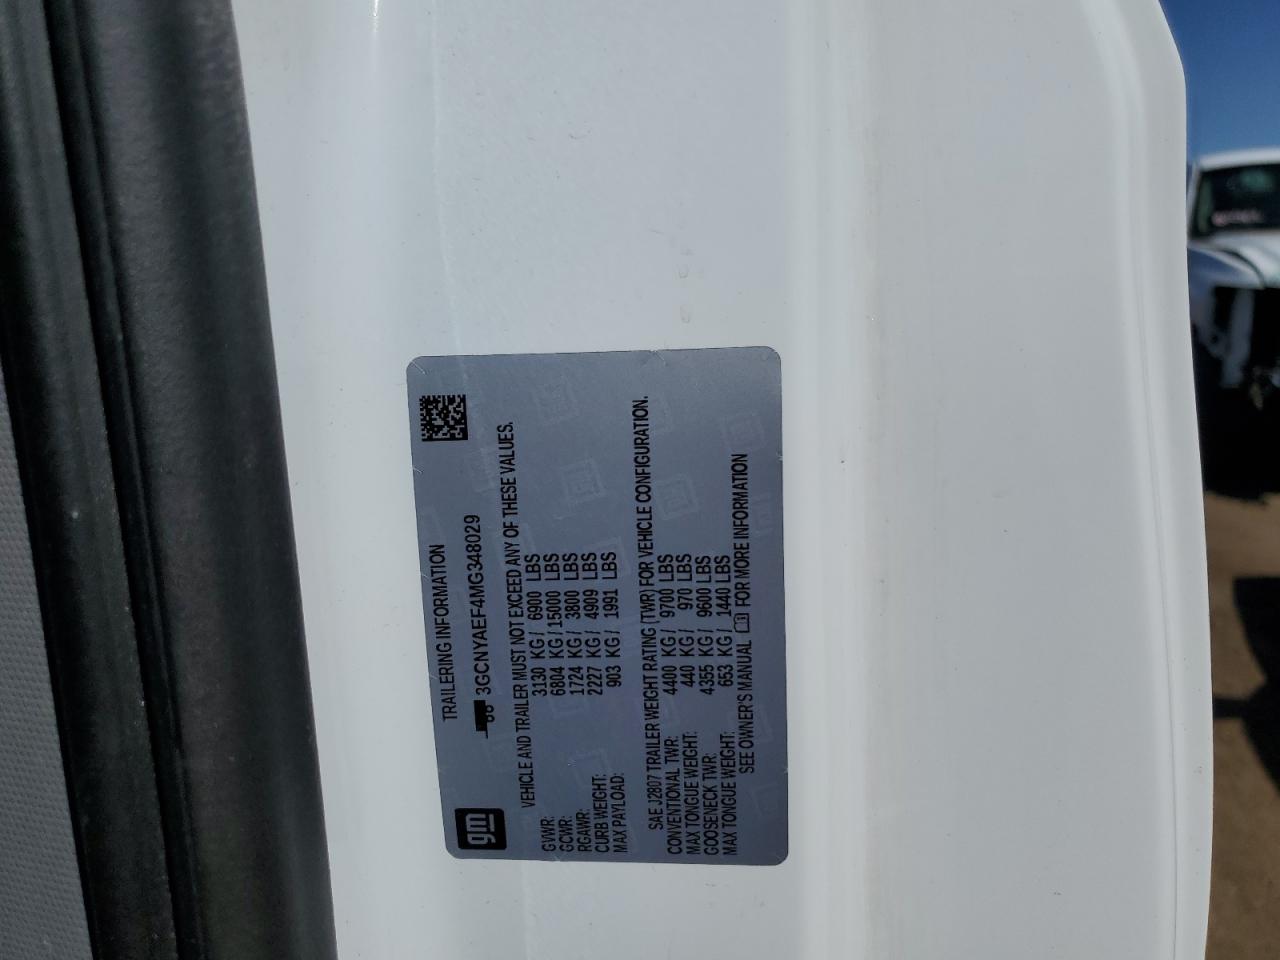 TRAILERING INFORMATION
gm
3GCNYAEF4MG348029
VEHICLE AND TRAILER MUST NOT EXCEED ANY OF THESE VALUES.
GVWR: 3130 KG / 6900 LBS
GCWR: 6804 KG / 15000 LBS
RGAWR: 1724 KG / 3800 LBS
CURB WEIGHT: 2227 KG / 4909 LBS
MAX PAYLOAD: 903 KG / 1991 LBS
SAE J2807 TRAILER WEIGHT RATING (TWR) FOR VEHICLE CONFIGURATION.
CONVENTIONAL TWR: 4400 KG / 9700 LBS
MAX TONGUE WEIGHT: 440 KG / 970 LBS
GOOSENECK TWR: 4355 KG / 9600 LBS
MAX TONGUE WEIGHT: 653 KG / 1440 LBS
SEE OWNER'S MANUAL FOR MORE INFORMATION